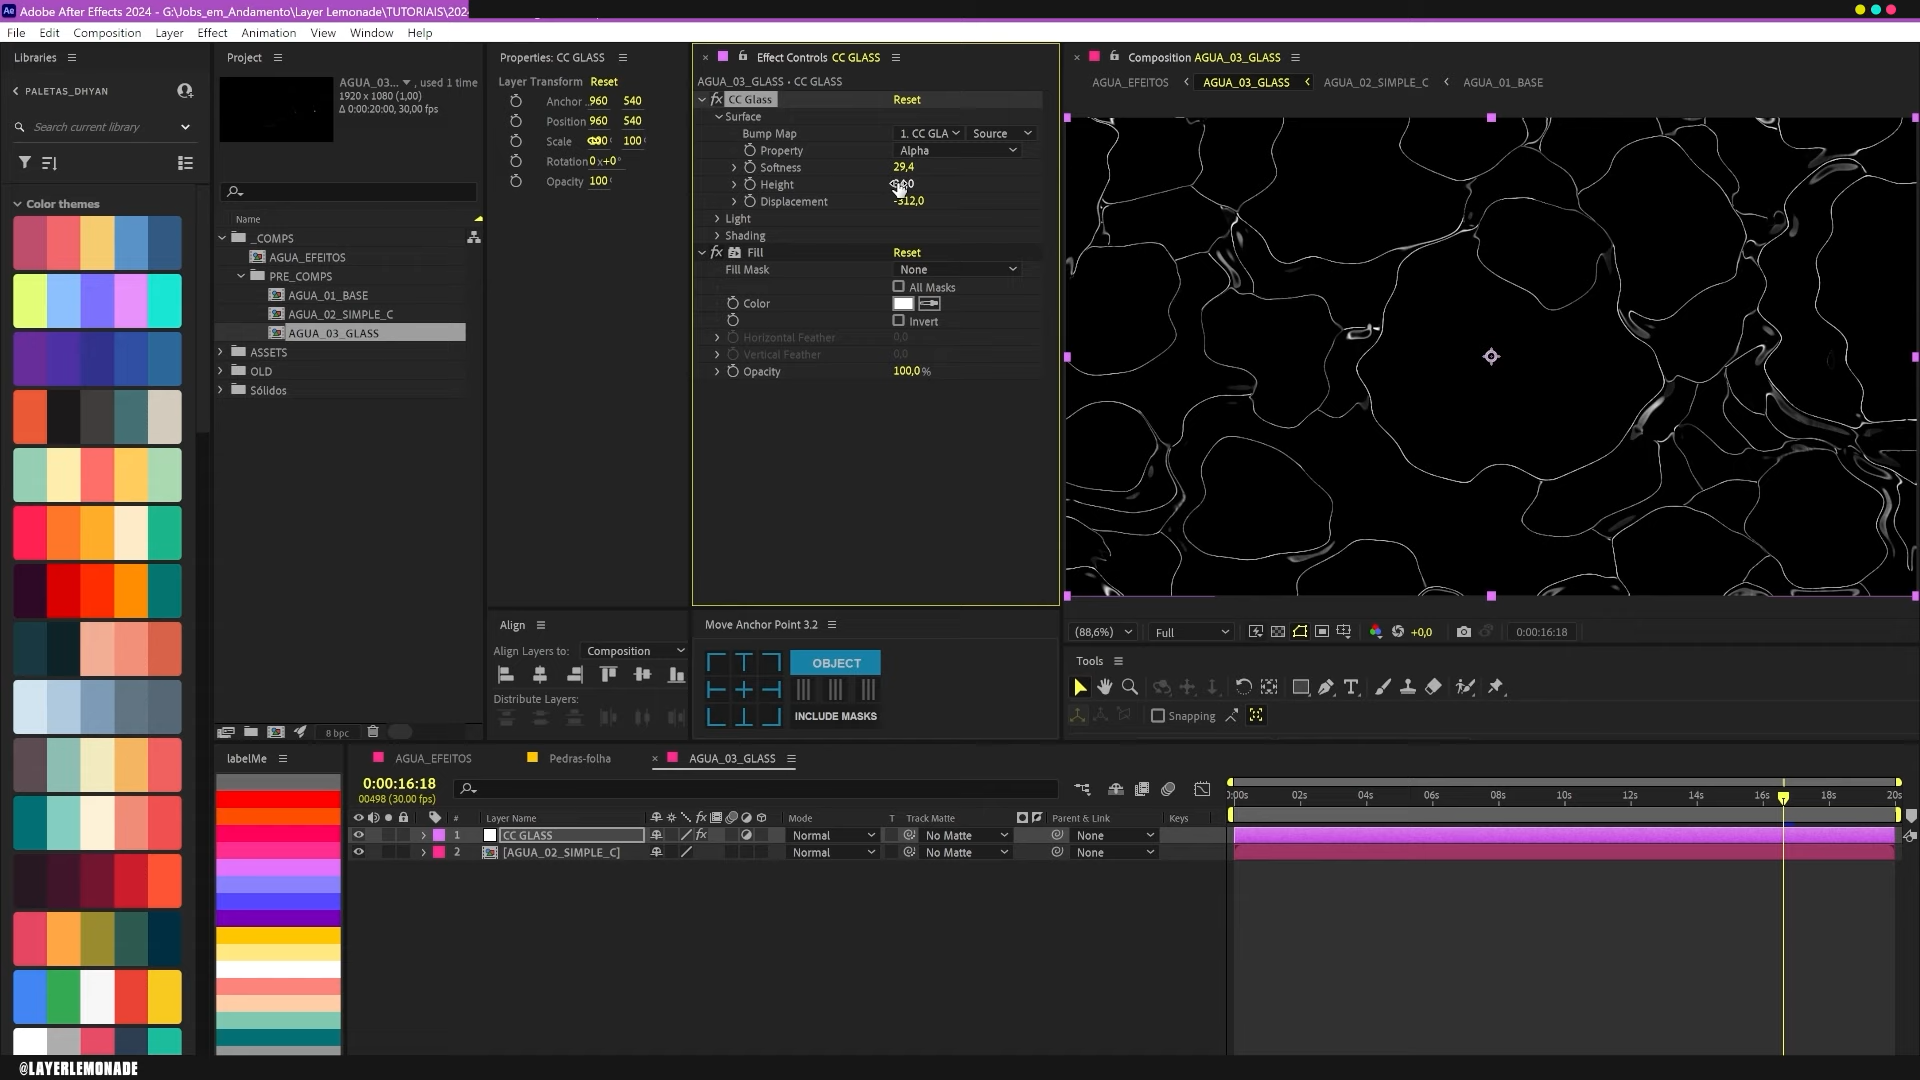 Adobe After Effects 2024 - G:\Jobs_em_Andamento\Layer Lemonade\TUTORIAIS\202
File Edit Composition Layer Effect Animation View Window Help
Libraries
PALETAS_DHYAN
Search current library
Color themes
Project
AGUA_03... , used 1 time
1920 x 1080 (1,00)
Δ 0:00:20:00, 30,00 fps
Name
_COMPS
AGUA_EFEITOS
PRE_COMPS
AGUA_01_BASE
AGUA_02_SIMPLE_C
AGUA_03_GLASS
ASSETS
OLD
Sólidos
8 bpc
Properties: CC GLASS
Layer Transform Reset
Anchor .. 960 540
Position 960 540
Scale 100
Rotation 0 x+0°
Opacity 100
Align
Align Layers to: Composition
Distribute Layers:
Effect Controls CC GLASS
AGUA_03_GLASS • CC GLASS
fx CC Glass Reset
Surface
Bump Map 1. CC GLA Source
Property Alpha
Softness 29,4
Height
Displacement -312,0
Light
Shading
fx Fill Reset
Fill Mask None
All Masks
Color
Invert
Horizontal Feather 0,0
Vertical Feather 0,0
Opacity 100,0 %
Move Anchor Point 3.2
OBJECT
INCLUDE MASKS
Composition AGUA_03_GLASS
AGUA_EFEITOS AGUA_03_GLASS AGUA_02_SIMPLE_C AGUA_01_BASE
(88,6%) Full +0,0 0:00:16:18
Tools
Snapping
labelMe
AGUA_EFEITOS Pedras-folha AGUA_03_GLASS
0:00:16:18
00498 (30.00 fps)
# Layer Name fx Mode T Track Matte Parent & Link Keys
1 CC GLASS fx Normal No Matte None
2 [AGUA_02_SIMPLE_C] Normal No Matte None
:00s 02s 04s 06s 08s 10s 12s 14s 16s 18s 20s
@LAYERLEMONADE